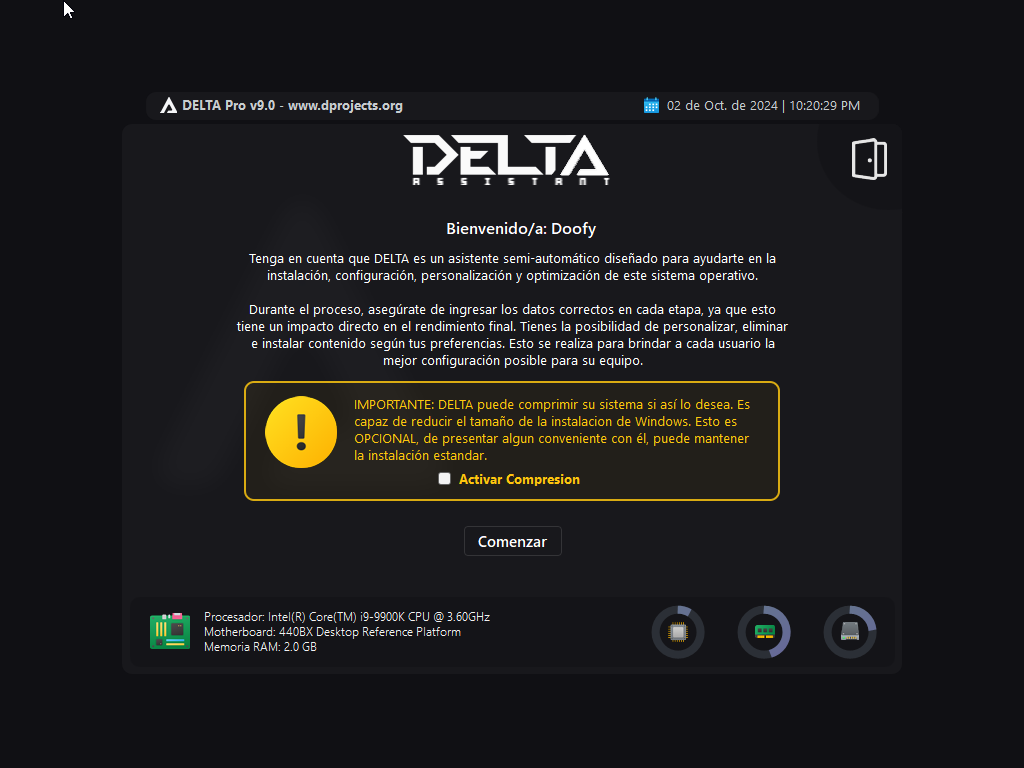 DELTA Pro v9.0 - www.dprojects.org
02 de Oct. de 2024 | 10:20:29 PM
DELTA
ASSISTANT
Bienvenido/a: Doofy
Tenga en cuenta que DELTA es un asistente semi-automático diseñado para ayudarte en la
instalación, configuración, personalización y optimización de este sistema operativo.
Durante el proceso, asegúrate de ingresar los datos correctos en cada etapa, ya que esto
tiene un impacto directo en el rendimiento final. Tienes la posibilidad de personalizar, eliminar
e instalar contenido según tus preferencias. Esto se realiza para brindar a cada usuario la
mejor configuración posible para su equipo.
IMPORTANTE: DELTA puede comprimir su sistema si así lo desea. Es
capaz de reducir el tamaño de la instalacion de Windows. Esto es
OPCIONAL, de presentar algun conveniente con él, puede mantener
la instalación estandar.
Activar Compresion
Comenzar
Procesador: Intel(R) Core(TM) i9-9900K CPU @ 3.60GHz
Motherboard: 440BX Desktop Reference Platform
Memoria RAM: 2.0 GB